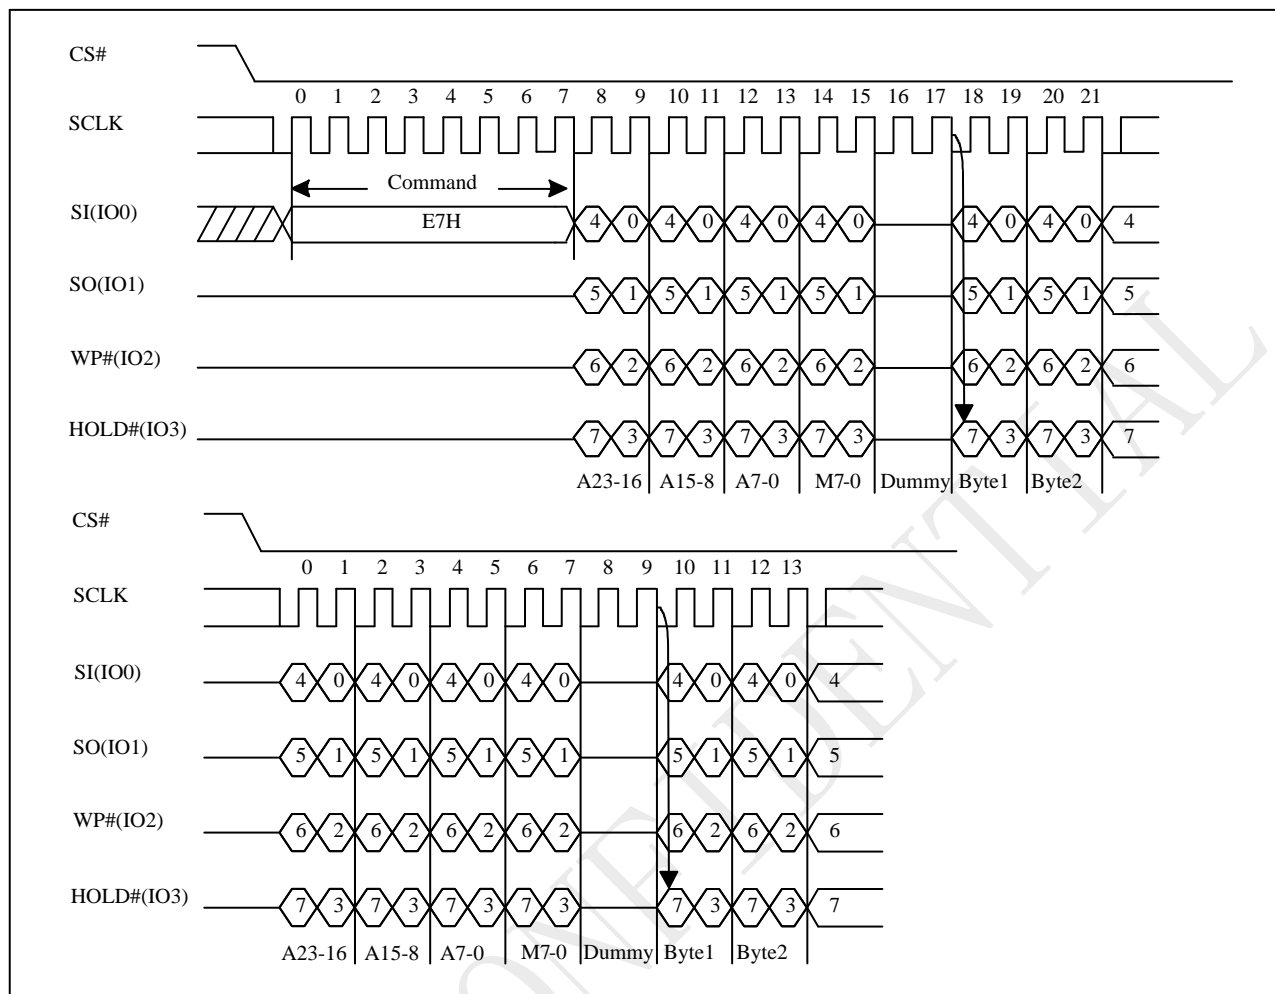 CS#
0 1 2 3 4 5 6 7 8 9 10 11 12 13 14 15 16 17 18 19 20 21
SCLK
Command
SI(IO0) E7H 4 0 4 0 4 0 4 0 4 0 4 0 4
SO(IO1) 5 1 5 1 5 1 5 1 5 1 5 1 5
WP#(IO2) 6 2 6 2 6 2 6 2 6 2 6 2 6
HOLD#(IO3) 7 3 7 3 7 3 7 3 7 3 7 3 7
A23-16 A15-8 A7-0 M7-0 Dummy Byte1 Byte2
CS#
0 1 2 3 4 5 6 7 8 9 10 11 12 13
SCLK
SI(IO0) 4 0 4 0 4 0 4 0 4 0 4 0 4
SO(IO1) 5 1 5 1 5 1 5 1 5 1 5 1 5
WP#(IO2) 6 2 6 2 6 2 6 2 6 2 6 2 6
HOLD#(IO3) 7 3 7 3 7 3 7 3 7 3 7 3 7
A23-16 A15-8 A7-0 M7-0 Dummy Byte1 Byte2
ONFIDENTIAL